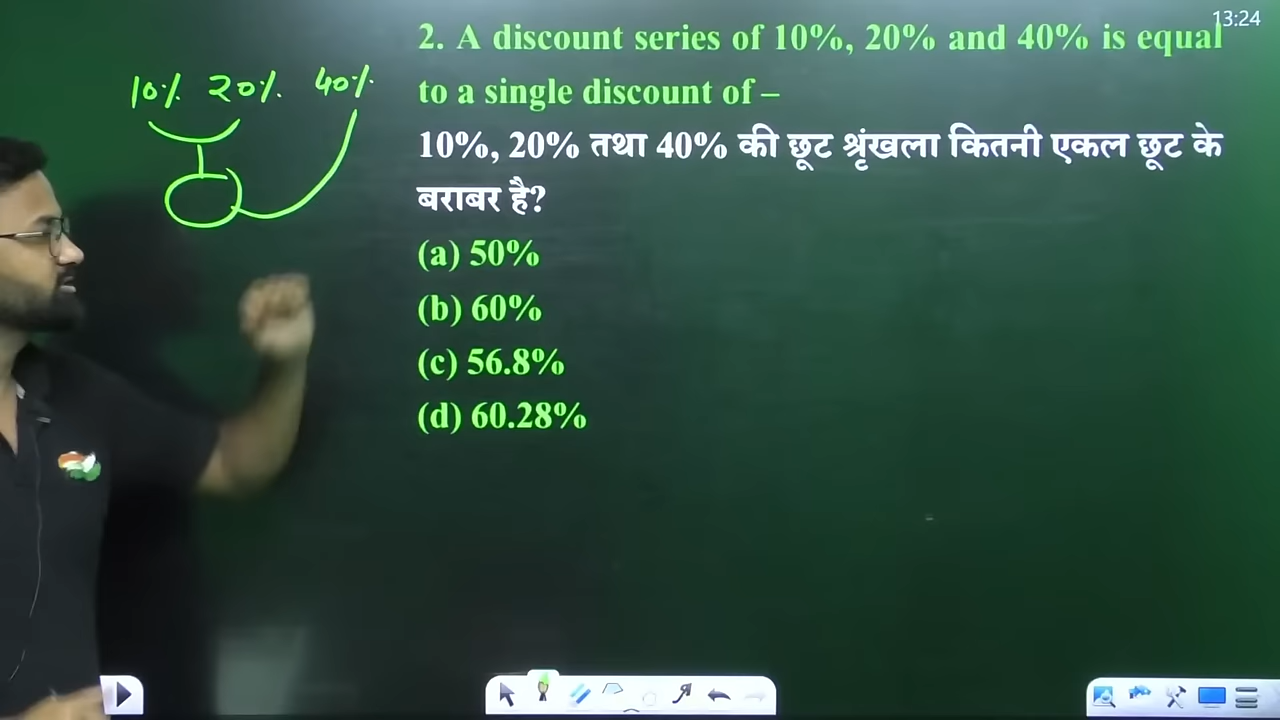 13:24
2. A discount series of 10%, 20% and 40% is equal
to a single discount of –
10%, 20% तथा 40% की छूट श्रृंखला कितनी एकल छूट के
बराबर है?
(a) 50%
(b) 60%
(c) 56.8%
(d) 60.28%
10% 20% 40%